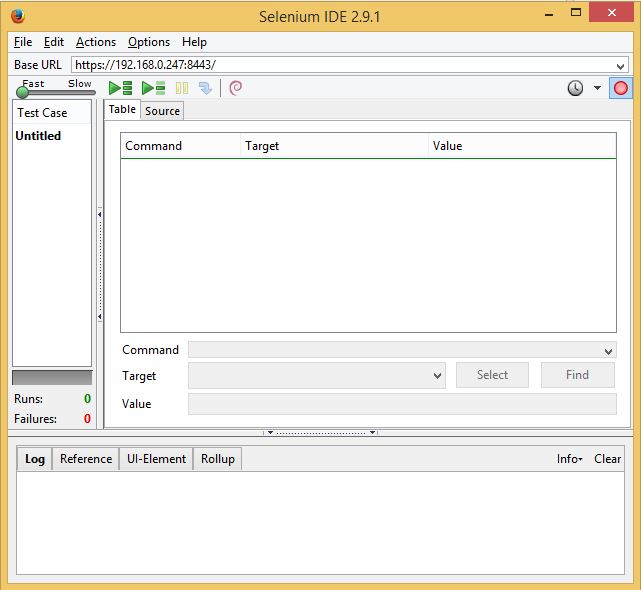 Selenium IDE 2.9.1
File Edit Actions Options Help
Base URL https://192.168.0.247:8443/
Fast Slow
Test Case
Untitled
Table Source
Command Target Value
Command
Target Select Find
Value
Runs: 0
Failures: 0
Log Reference UI-Element Rollup Info Clear